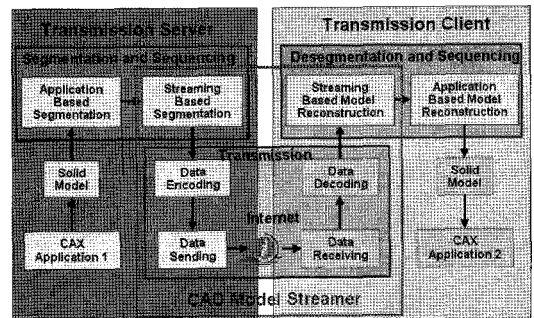 Transmission Server
Transmission Client
Segmentation and Sequencing
Desegmentation and Sequencing
Application
Based
Segmentation
Streaming
Based
Segmentation
Streaming
Based Model
Reconstruction
Application
Based Model
Reconstruction
Transmission
Solid
Model
Data
Encoding
Data
Decoding
Solid
Model
Internet
CAX
Application 1
Data
Sending
Data
Receiving
CAX
Application 2
CAD Model Streamer